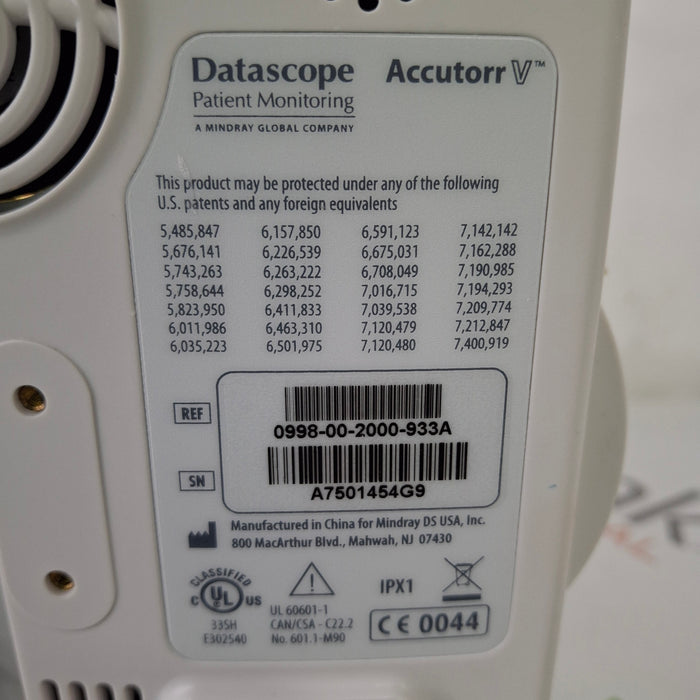 Datascope Accutorr V™
Patient Monitoring
A MINDRAY GLOBAL COMPANY
This product may be protected under any of the following
U.S. patents and any foreign equivalents
5,485,847 6,157,850 6,591,123 7,142,142
5,676,141 6,226,539 6,675,031 7,162,288
5,743,263 6,263,222 6,708,049 7,190,985
5,758,644 6,298,252 7,016,715 7,194,293
5,823,950 6,411,833 7,039,538 7,209,774
6,011,986 6,463,310 7,120,479 7,212,847
6,035,223 6,501,975 7,120,480 7,400,919
REF
0998-00-2000-933A
SN
A7501454G9
Manufactured in China for Mindray DS USA, Inc.
800 MacArthur Blvd., Mahwah, NJ 07430
CLASSIFIED
C UL US
33SH
E302540
UL 60601-1
CAN/CSA - C22.2
No. 601.1-M90
IPX1
CE 0044